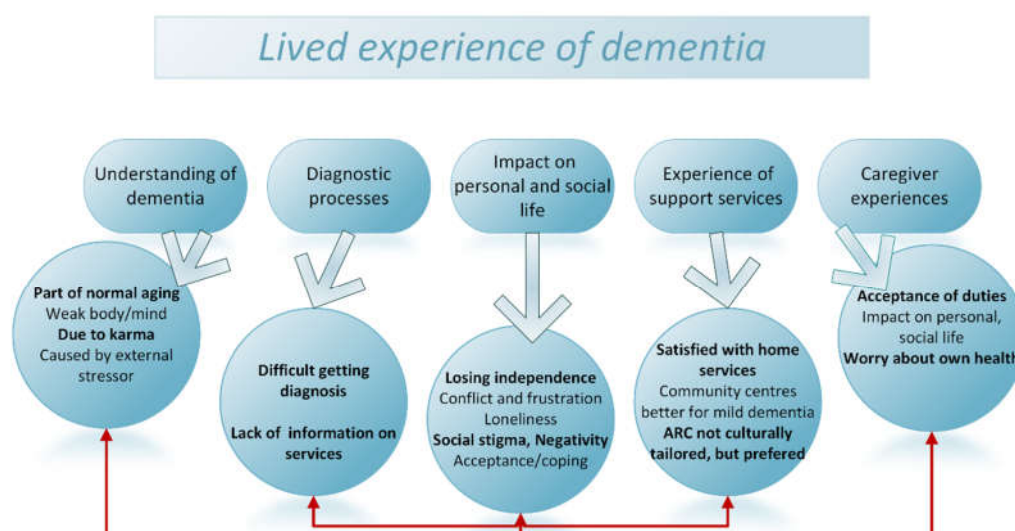 Lived experience of dementia
Understanding of
dementia
Diagnostic
processes
Impact on
personal and social
life
Experience of
support services
Caregiver
experiences
Part of normal aging
Weak body/mind
Due to karma
Caused by external
stressor
Difficult getting
diagnosis
Lack of information on
services
Losing independence
Conflict and frustration
Loneliness
Social stigma, Negativity
Acceptance/coping
Satisfied with home
services
Community centres
better for mild dementia
ARC not culturally
tailored, but prefered
Acceptance of duties
Impact on personal,
social life
Worry about own health